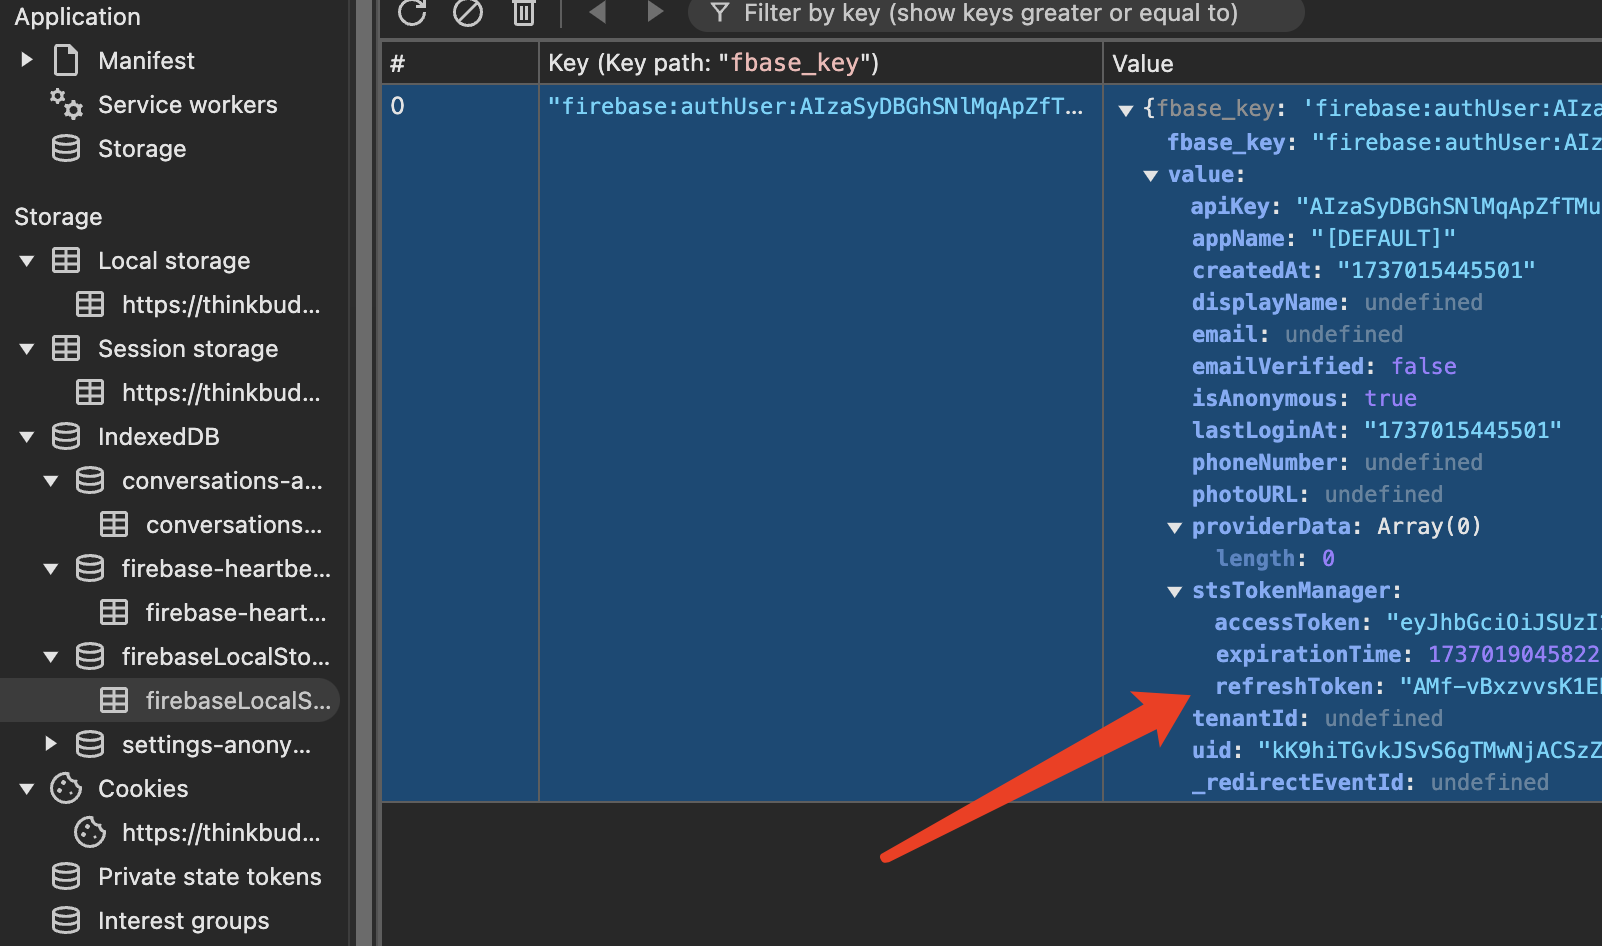 Application
Manifest
Service workers
Storage
Storage
Local storage
https://thinkbud...
Session storage
https://thinkbud...
IndexedDB
conversations-a...
conversations...
firebase-heartbe...
firebase-heart...
firebaseLocalSto...
firebaseLocalS...
settings-anony...
Cookies
https://thinkbud...
Private state tokens
Interest groups
Filter by key (show keys greater or equal to)
# Key (Key path: "fbase_key") Value
0 "firebase:authUser:AIzaSyDBGhSNlMqApZfT... {fbase_key: 'firebase:authUser:AIza
fbase_key: "firebase:authUser:AIz
value:
apiKey: "AIzaSyDBGhSNlMqApZfTMu
appName: "[DEFAULT]"
createdAt: "1737015445501"
displayName: undefined
email: undefined
emailVerified: false
isAnonymous: true
lastLoginAt: "1737015445501"
phoneNumber: undefined
photoURL: undefined
providerData: Array(0)
length: 0
stsTokenManager:
accessToken: "eyJhbGciOiJSUzI1
expirationTime: 1737019045822
refreshToken: "AMf-vBxzvvsK1E
tenantId: undefined
uid: "kK9hiTGvkJSvS6gTMwNjACSzZ
_redirectEventId: undefined